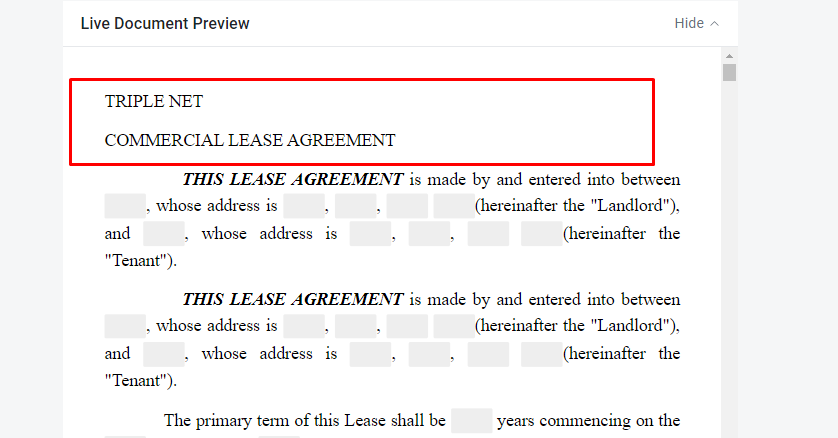 Live Document Preview Hide
TRIPLE NET
COMMERCIAL LEASE AGREEMENT
THIS LEASE AGREEMENT is made by and entered into between
, whose address is , , (hereinafter the "Landlord"),
and , whose address is , , (hereinafter the
"Tenant").
THIS LEASE AGREEMENT is made by and entered into between
, whose address is , , (hereinafter the "Landlord"),
and , whose address is , , (hereinafter the
"Tenant").
The primary term of this Lease shall be years commencing on the